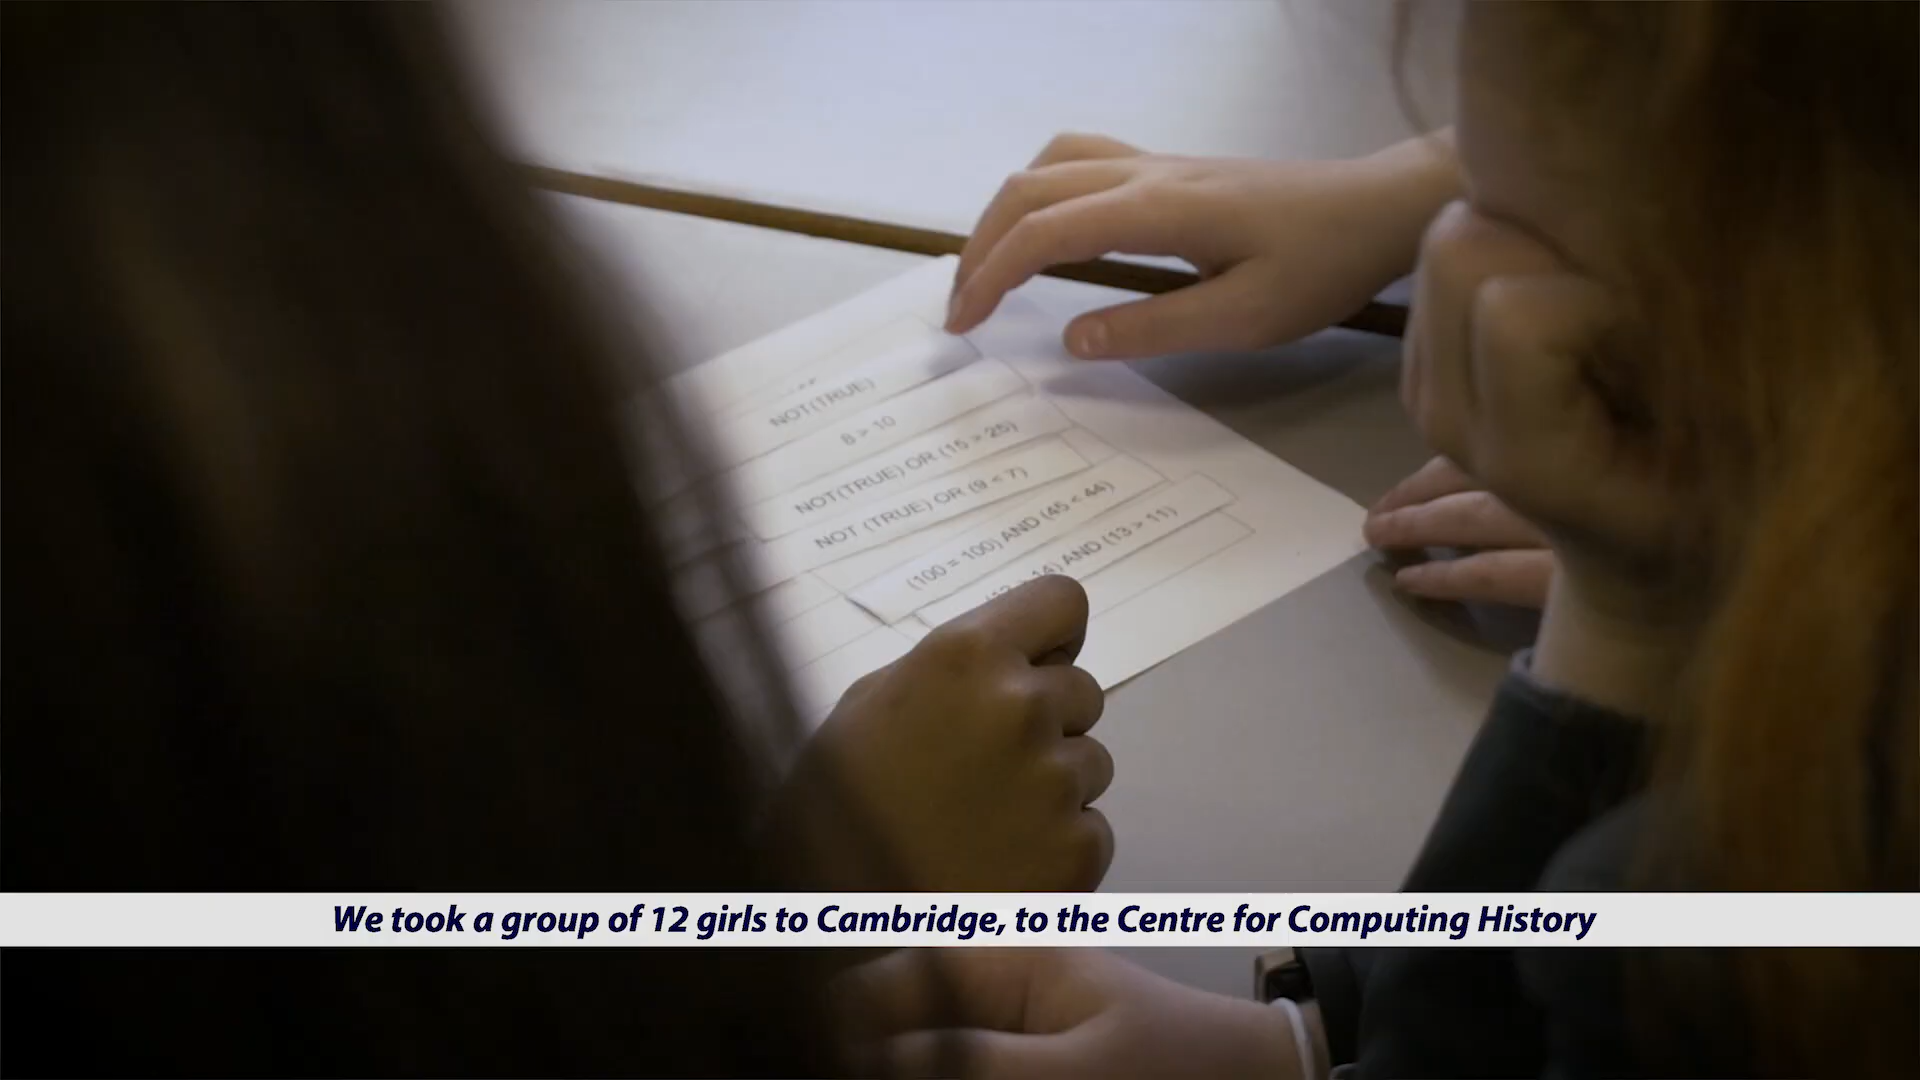 NOT(TRUE)
8 > 10
NOT(TRUE) OR (15 > 25)
NOT (TRUE) OR (9 < 7)
(100 = 100) AND (45 < 44)
14) AND (13 > 11)
We took a group of 12 girls to Cambridge, to the Centre for Computing History